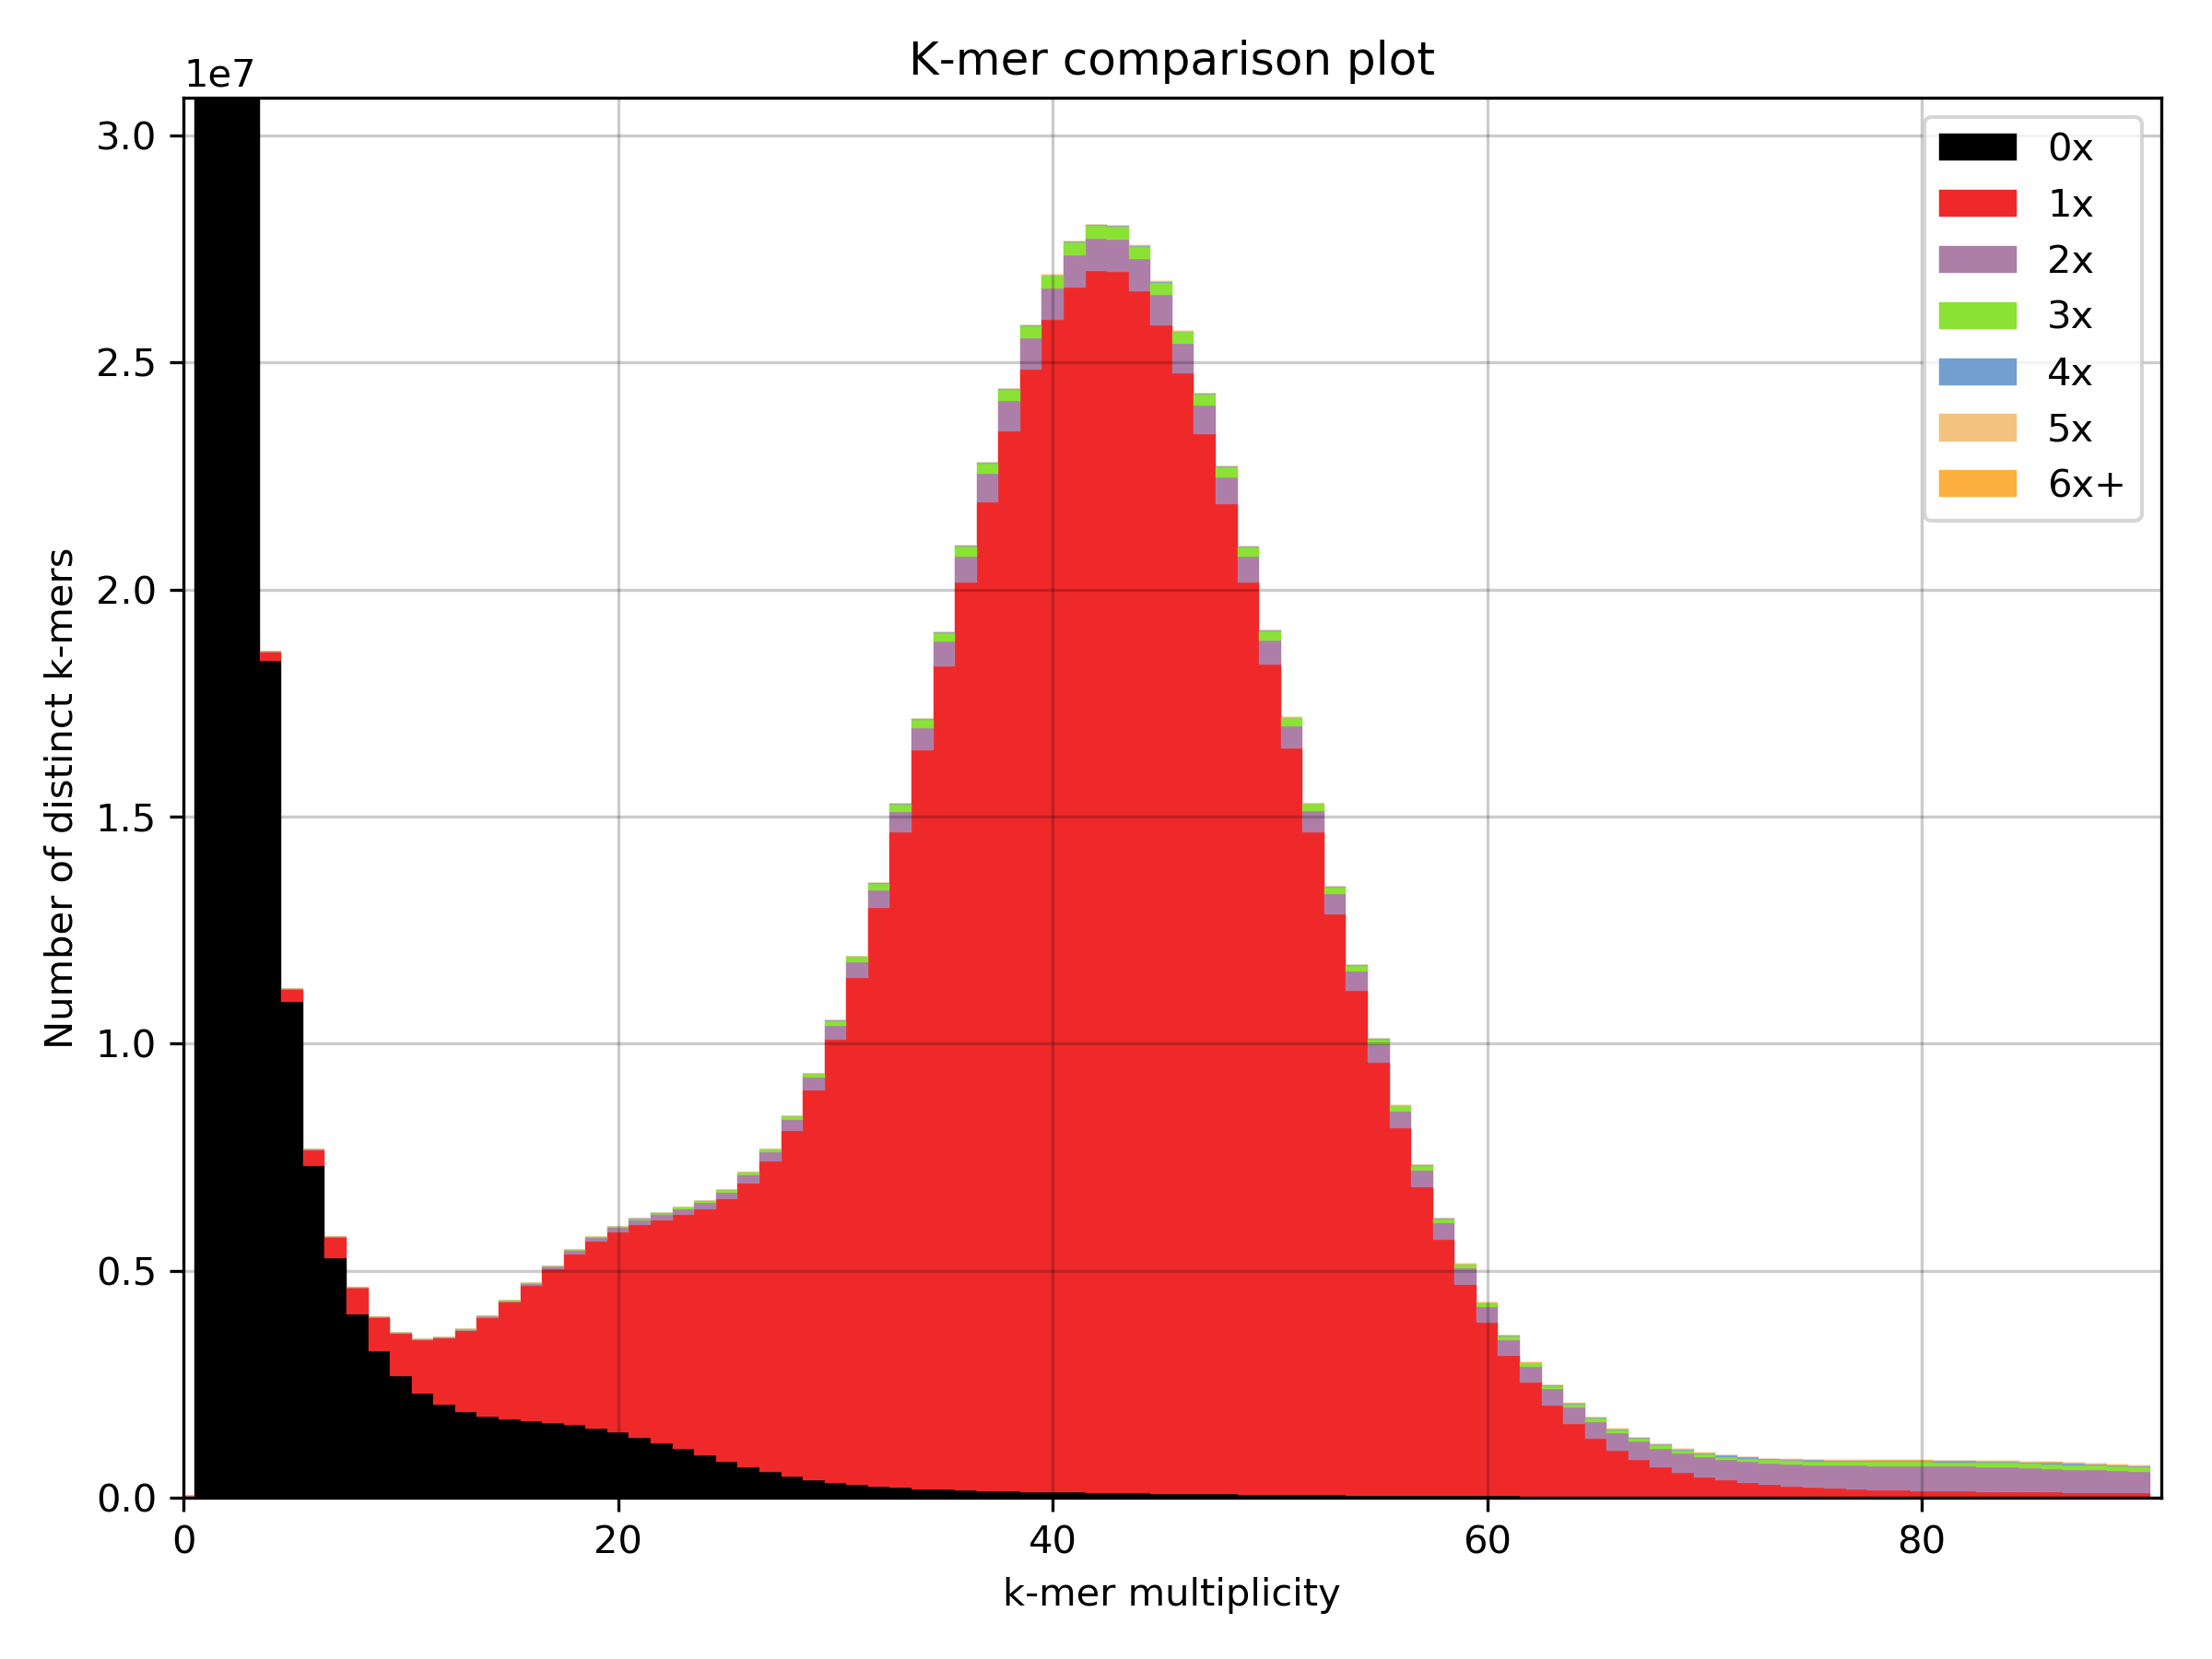 K-mer comparison plot
1e7
3.0
2.5
2.0
1.5
1.0
0.5
0.0
Number of distinct k-mers
0x
1x
2x
3x
4x
5x
6x+
0 20 40 60 80
k-mer multiplicity